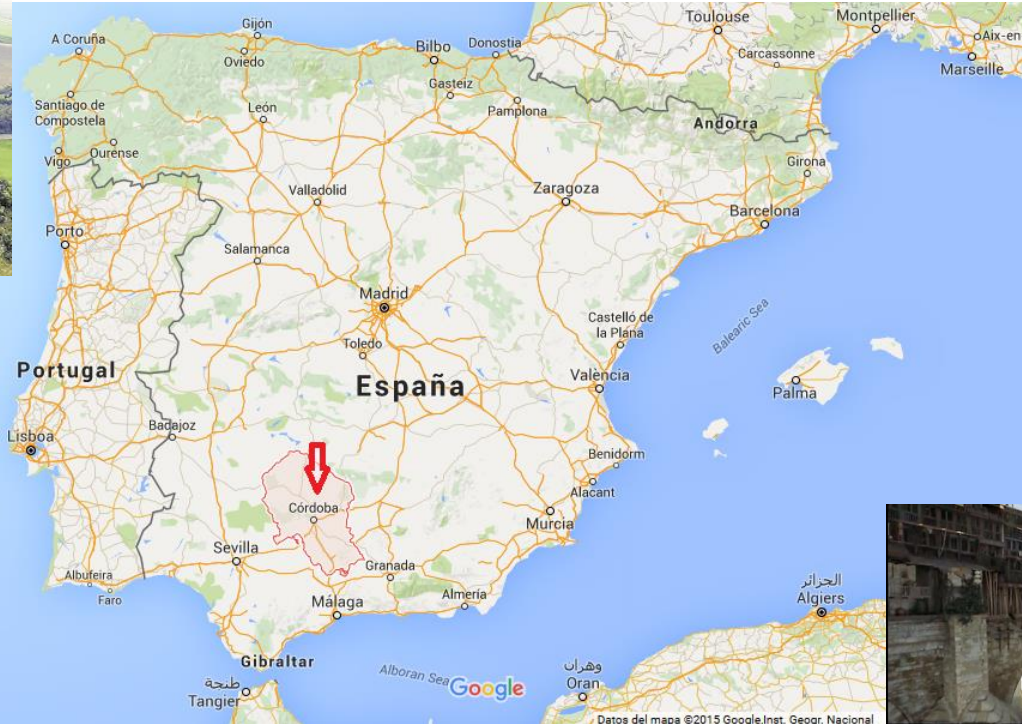 Toulouse
Montpellier
Gijón
A Coruña
Bilbo
Donostia
Aix-en
Oviedo
Carcassonne
Marseille
Gasteiz
Santiago de
Compostela
León
Pamplona
Andorra
Vigo
Ourense
Girona
Valladolid
Zaragoza
Barcelona
Porto
Salamanca
Madrid
Castelló de
la Plana
Balearic Sea
Toledo
Portugal
España
València
Palma
Badajoz
Lisboa
Benidorm
Alacant
Córdoba
Murcia
Sevilla
Granada
Albufeira
Faro
Málaga
Almería
الجزائر
Algiers
Gibraltar
Alboran Sea
وهران
Oran
طنجة
Tangier
Google
Datos del mapa ©2015 Google,Inst. Geogr. Nacional